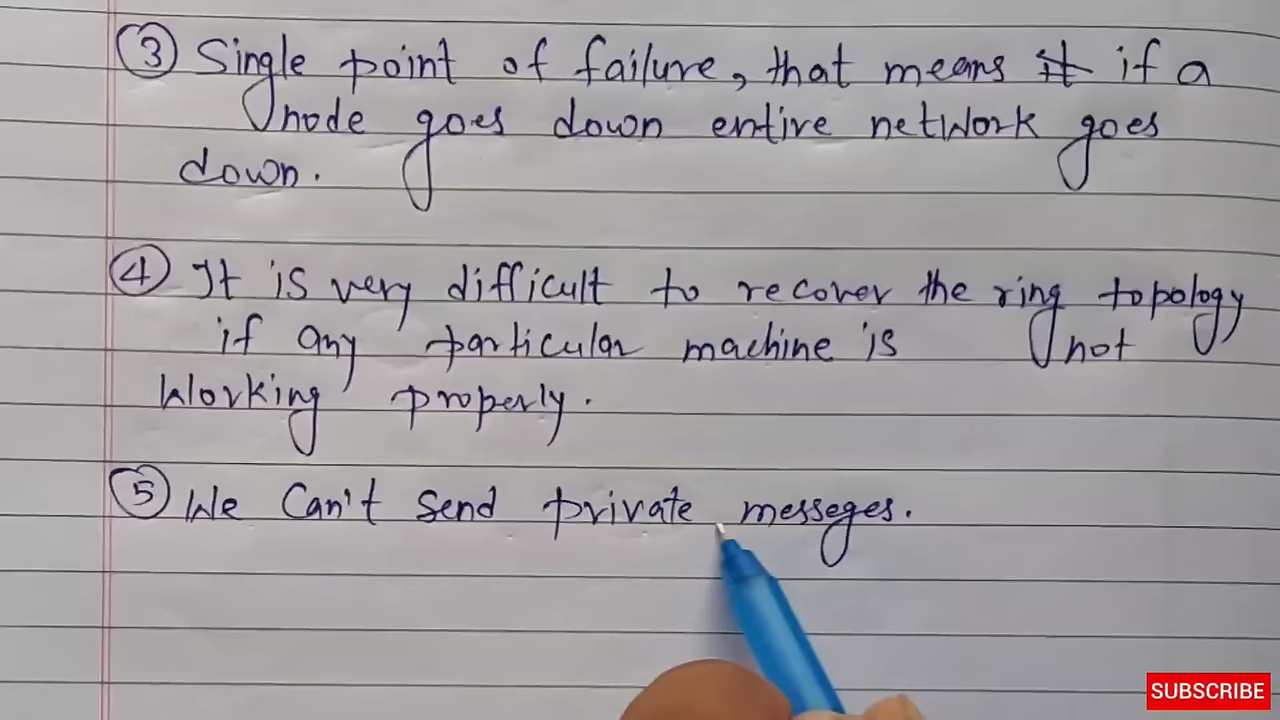 ③ Single point of failure, that means it if a
node goes down entire network goes
down.
④ It is very difficult to recover the ring topology
if any particular machine is not
working properly.
⑤ We Can't Send private messeges.
SUBSCRIBE